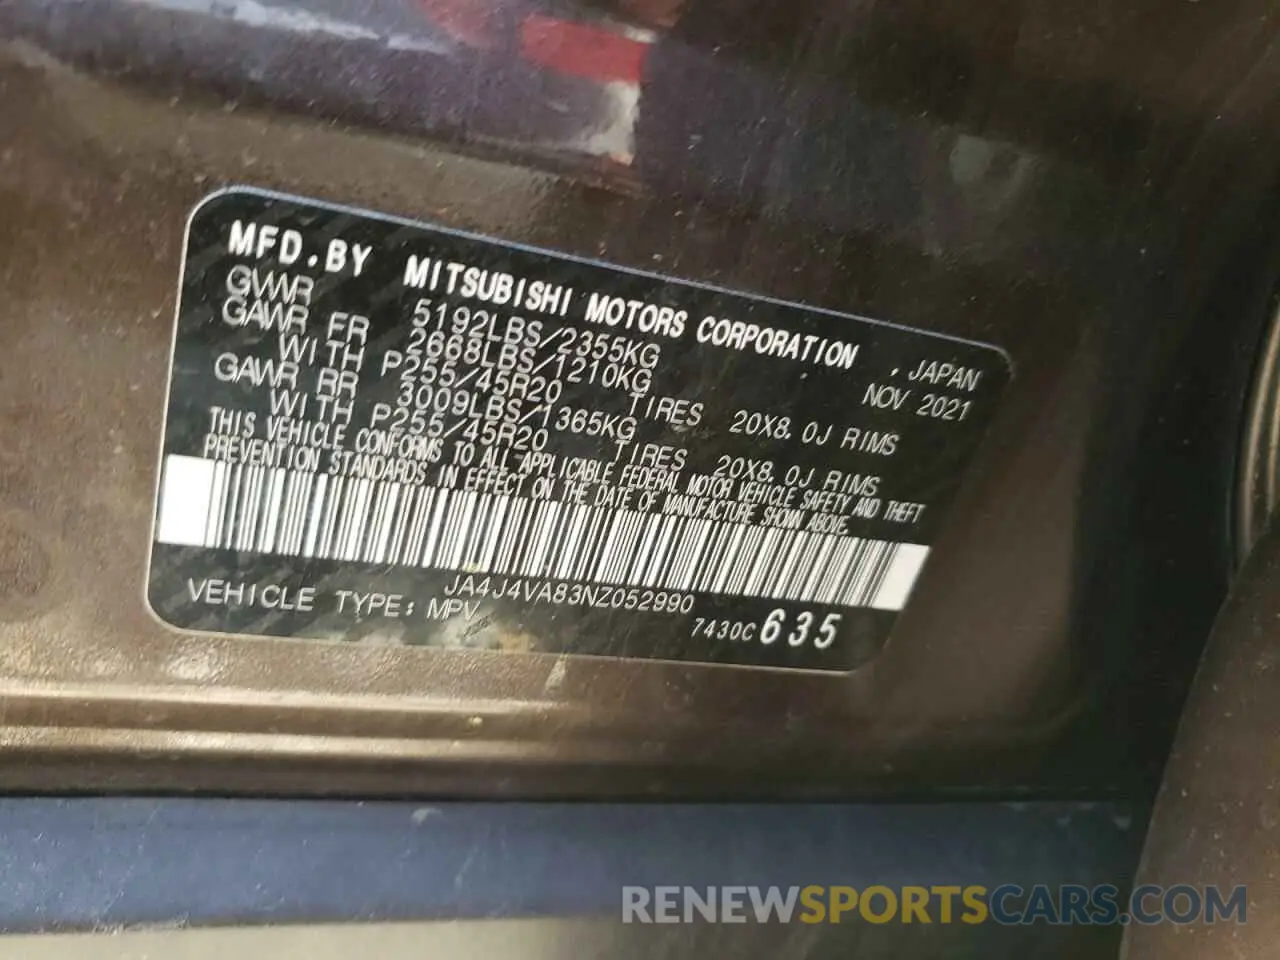 MFD.BY MITSUBISHI MOTORS CORPORATION , JAPAN
GVWR 5192LBS/2355KG NOV 2021
GAWR FR 2668LBS/1210KG
WITH P255/45R20 TIRES 20X8.0J RIMS
GAWR RR 3009LBS/1365KG
WITH P255/45R20 TIRES 20X8.0J RIMS
THIS VEHICLE CONFORMS TO ALL APPLICABLE FEDERAL MOTOR VEHICLE SAFETY AND THEFT
PREVENTION STANDARDS IN EFFECT ON THE DATE OF MANUFACTURE SHOWN ABOVE.
JA4J4VA83NZ052990
VEHICLE TYPE: MPV
7430C 635
RENEWSPORTSCARS.COM